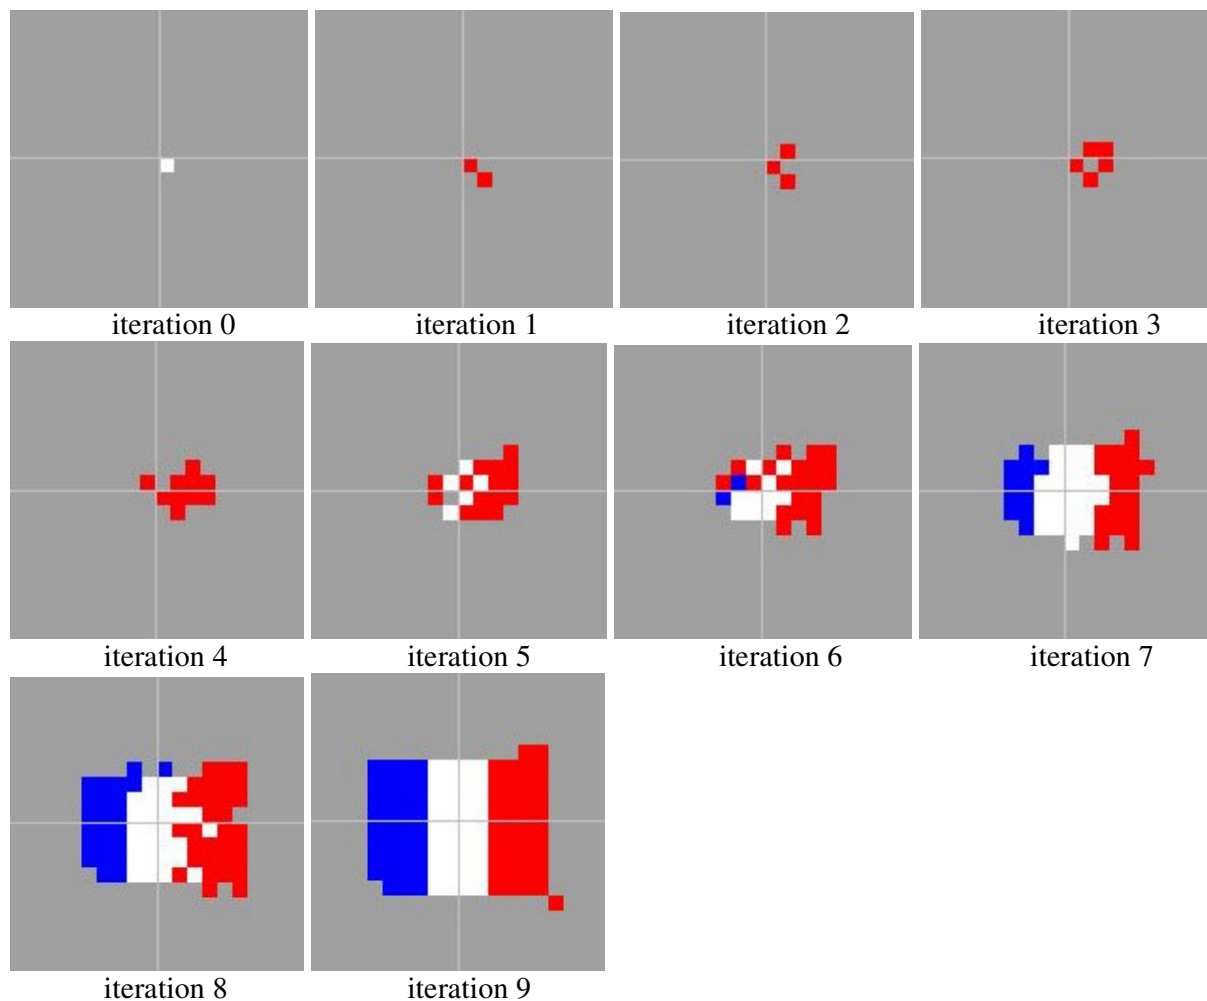 iteration 0
iteration 1
iteration 2
iteration 3
iteration 4
iteration 5
iteration 6
iteration 7
iteration 8
iteration 9